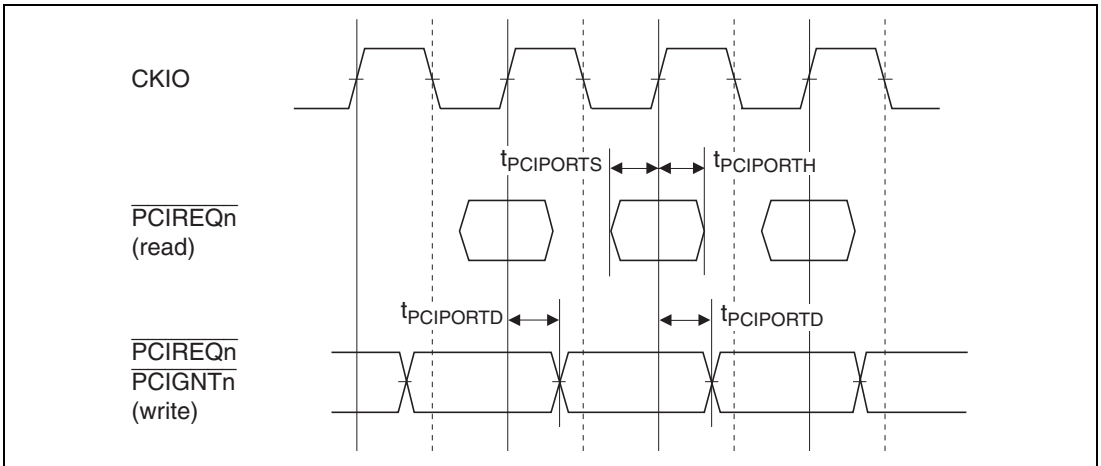 CKIO
tPCIPORTS tPCIPORTH
PCIREQn
(read)
tPCIPORTD tPCIPORTD
PCIREQn
PCIGNTn
(write)